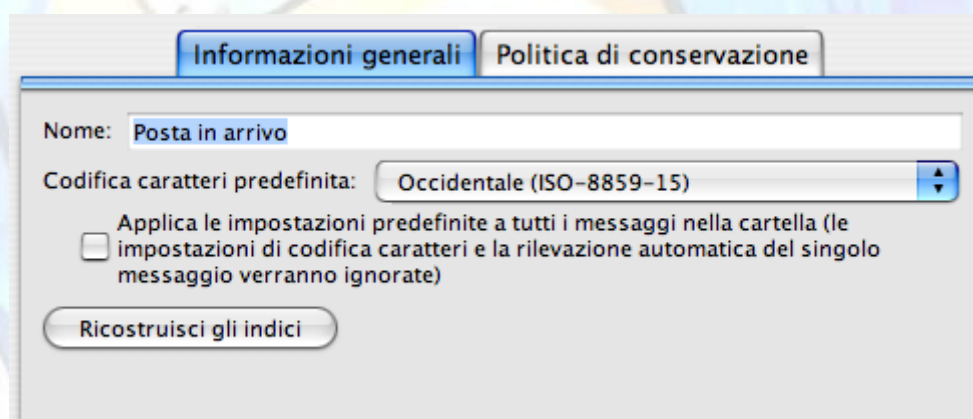 Informazioni generali Politica di conservazione
Nome: Posta in arrivo
Codifica caratteri predefinita: Occidentale (ISO-8859-15)
Applica le impostazioni predefinite a tutti i messaggi nella cartella (le
impostazioni di codifica caratteri e la rilevazione automatica del singolo
messaggio verranno ignorate)
Ricostruisci gli indici